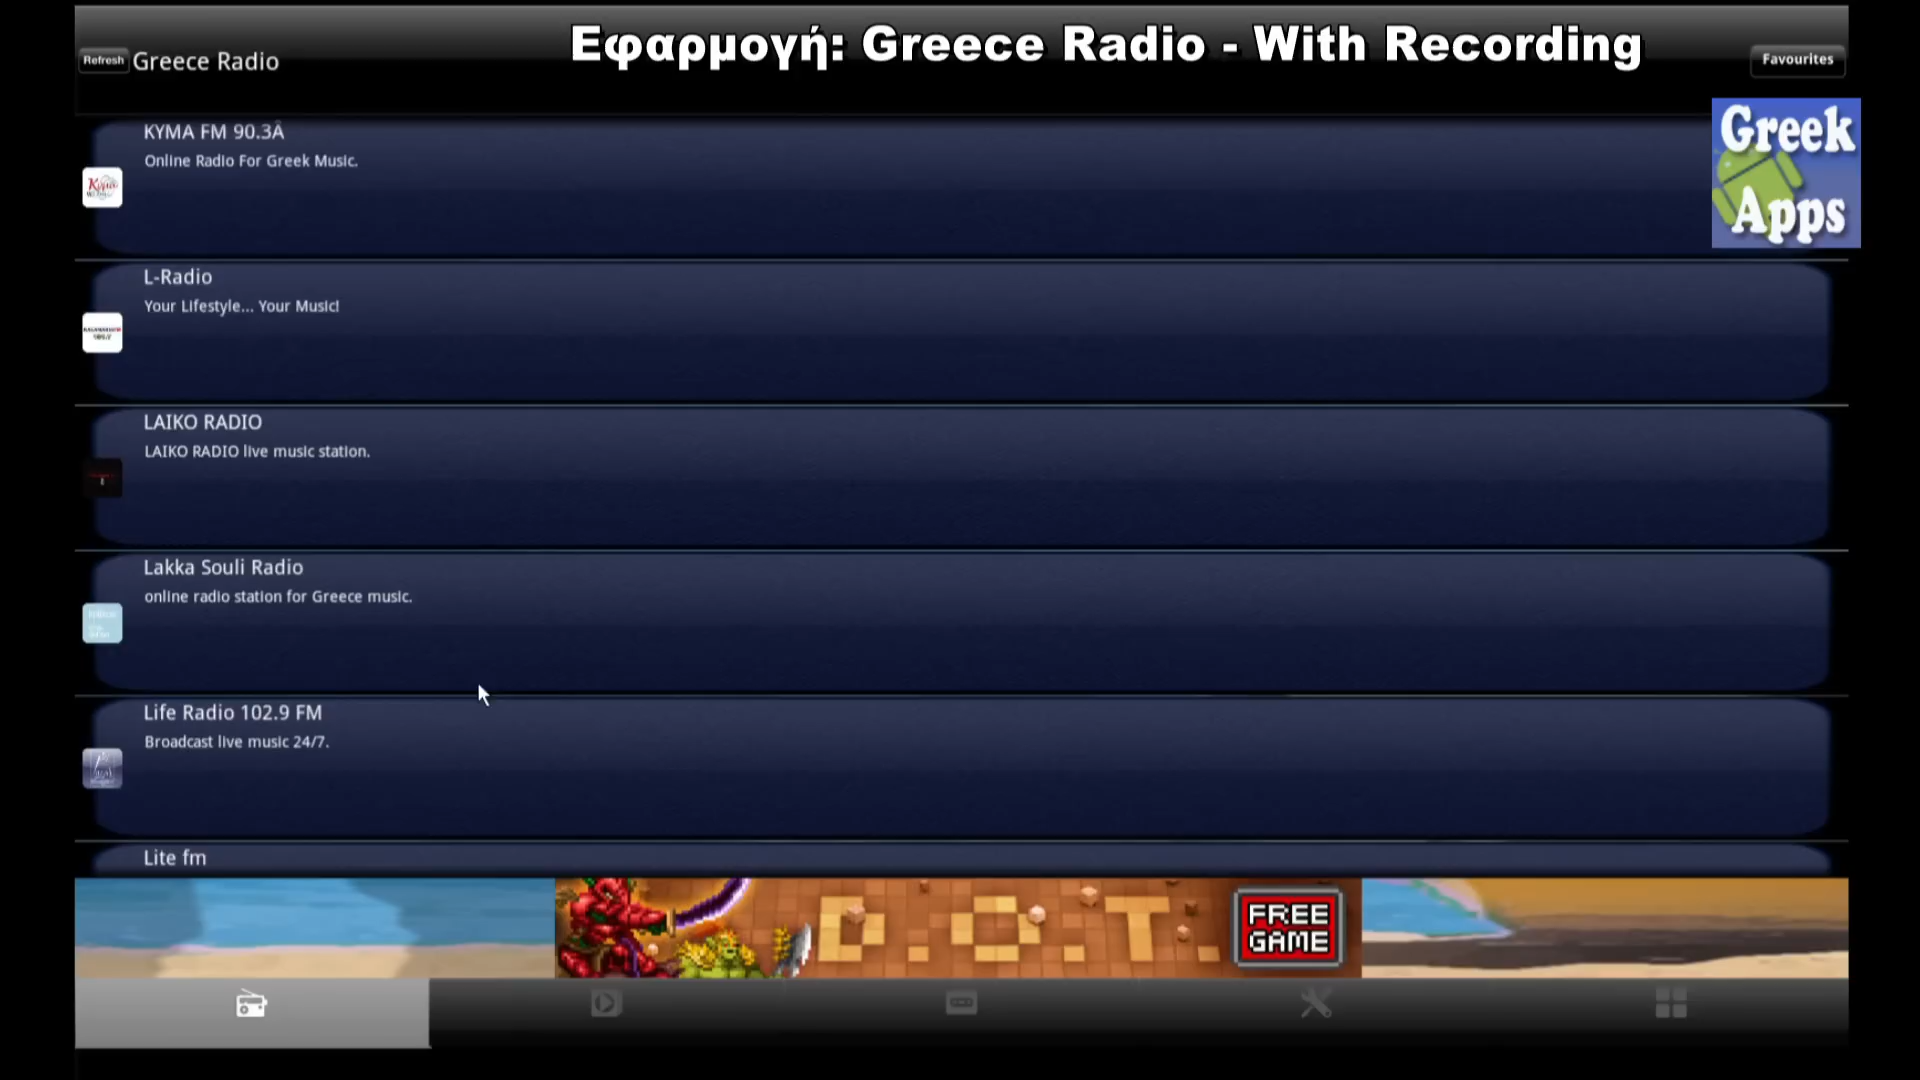 Εφαρμογή: Greece Radio - With Recording
Refresh
Greece Radio
Favourites
Greek
Apps
KYMA FM 90.3Â
Online Radio For Greek Music.
L-Radio
Your Lifestyle... Your Music!
LAIKO RADIO
LAIKO RADIO live music station.
Lakka Souli Radio
online radio station for Greece music.
Life Radio 102.9 FM
Broadcast live music 24/7.
Lite fm
D.O.T.
FREE
GAME